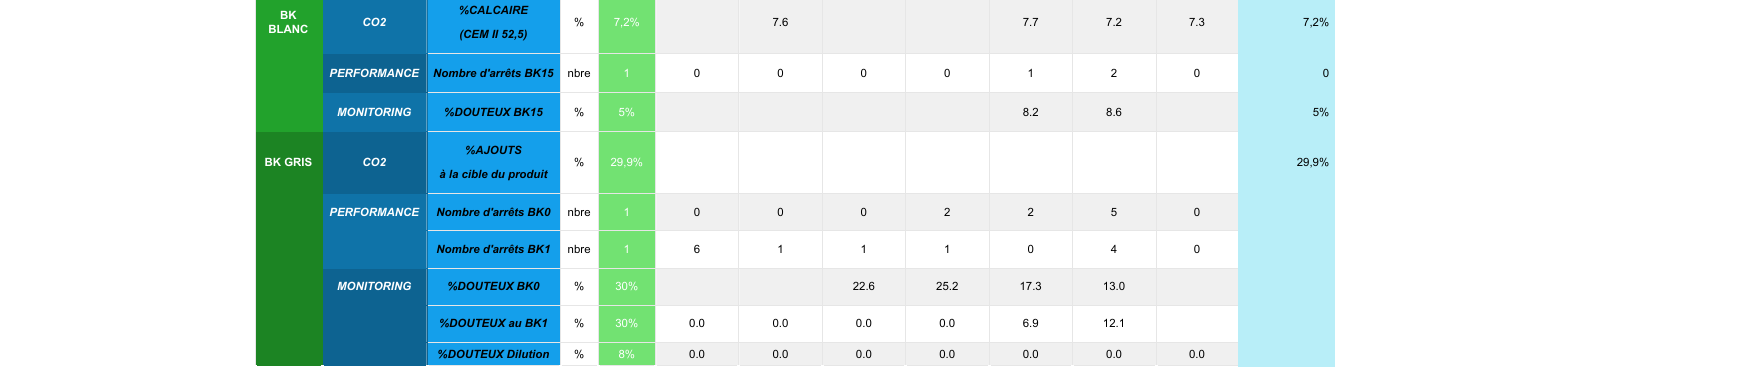 BK
BLANC
CO2
%CALCAIRE
(CEM II 52,5)
%
7,2%
7.6
7.7
7.2
7.3
7,2%
PERFORMANCE
Nombre d'arrêts BK15
nbre
1
0
0
0
0
1
2
0
0
MONITORING
%DOUTEUX BK15
%
5%
8.2
8.6
5%
BK GRIS
CO2
%AJOUTS
à la cible du produit
%
29,9%
29,9%
PERFORMANCE
Nombre d'arrêts BK0
nbre
1
0
0
0
2
2
5
0
Nombre d'arrêts BK1
nbre
1
6
1
1
1
0
4
0
MONITORING
%DOUTEUX BK0
%
30%
22.6
25.2
17.3
13.0
%DOUTEUX au BK1
%
30%
0.0
0.0
0.0
0.0
6.9
12.1
%DOUTEUX Dilution
%
8%
0.0
0.0
0.0
0.0
0.0
0.0
0.0